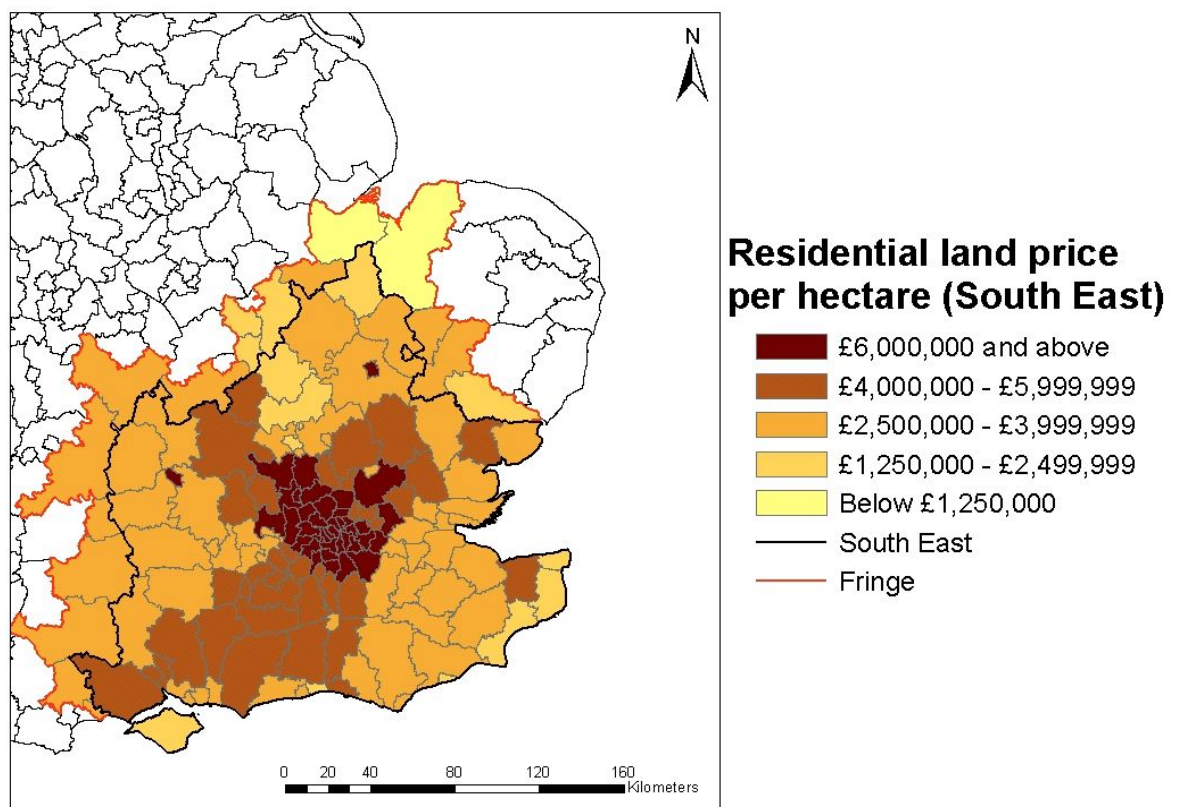 N
Residential land price
per hectare (South East)
£6,000,000 and above
£4,000,000 - £5,999,999
£2,500,000 - £3,999,999
£1,250,000 - £2,499,999
Below £1,250,000
South East
Fringe
0 20 40 80 120 160
Kilometers